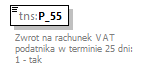 tns:P_55
Zwrot na rachunek VAT
podatnika w terminie 25 dni:
1 - tak